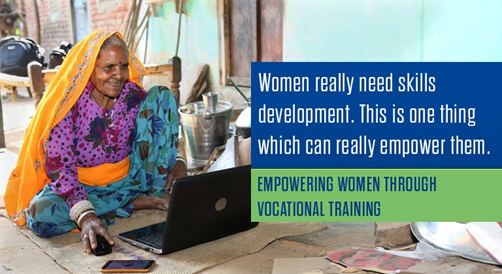 Women really need skills
development. This is one thing
which can really empower them.
EMPOWERING WOMEN THROUGH
VOCATIONAL TRAINING